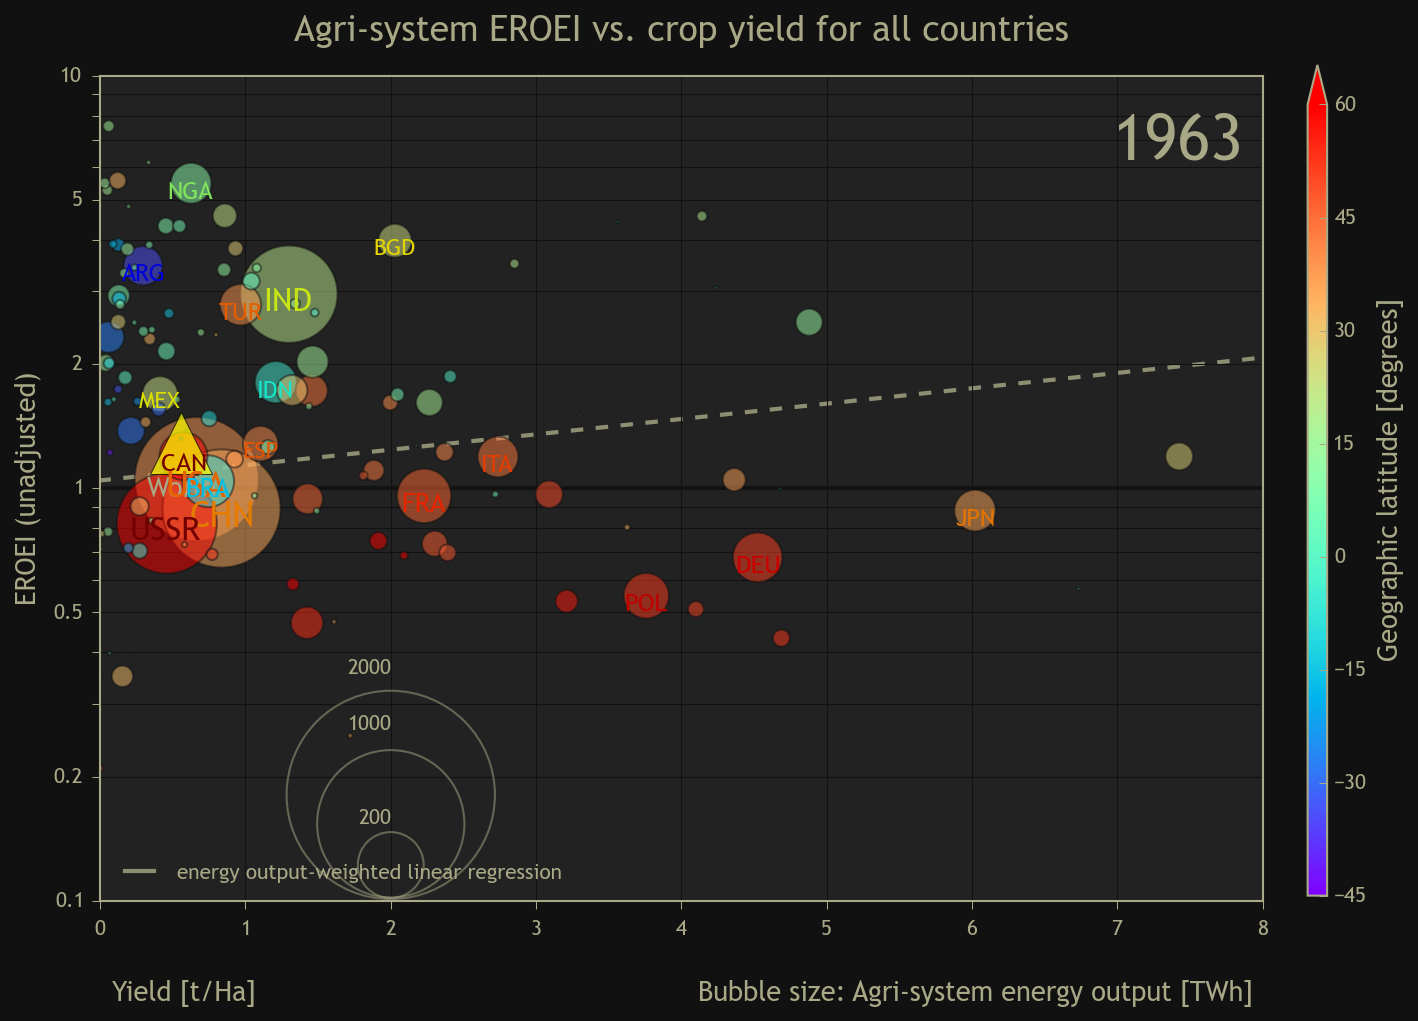 Agri-system EROEI vs. crop yield for all countries
1963
10
5
2
1
0.5
0.2
0.1
EROEI (unadjusted)
NGA
BGD
ARG
IND
TUR
IDN
MEX
ESP
CAN
ITA
BRA
FRA
CHN
USSR
JPN
DEU
POL
2000
1000
200
energy output-weighted linear regression
0
1
2
3
4
5
6
7
8
Yield [t/Ha]
Bubble size: Agri-system energy output [TWh]
60
45
30
15
0
−15
−30
−45
Geographic latitude [degrees]